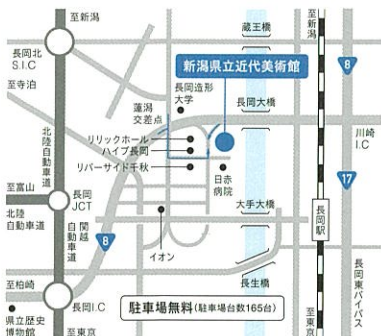 至新潟
至新潟
蔵王橋
長岡北
S.I.C
新潟県立近代美術館
8
至寺泊
長岡造形
大学
蓮潟
交差点
長岡大橋
川崎
I.C
リリックホール
ハイブ長岡
リバーサイド千秋
北陸自動車道
日赤
病院
17
至富山
長岡
JCT
大手大橋
長岡駅
北陸
自動車道
関越自動車道
8
イオン
長岡東バイパス
至柏崎
長生橋
長岡I.C
駐車場無料(駐車場台数165台)
県立歴史
博物館
至東京
至東京